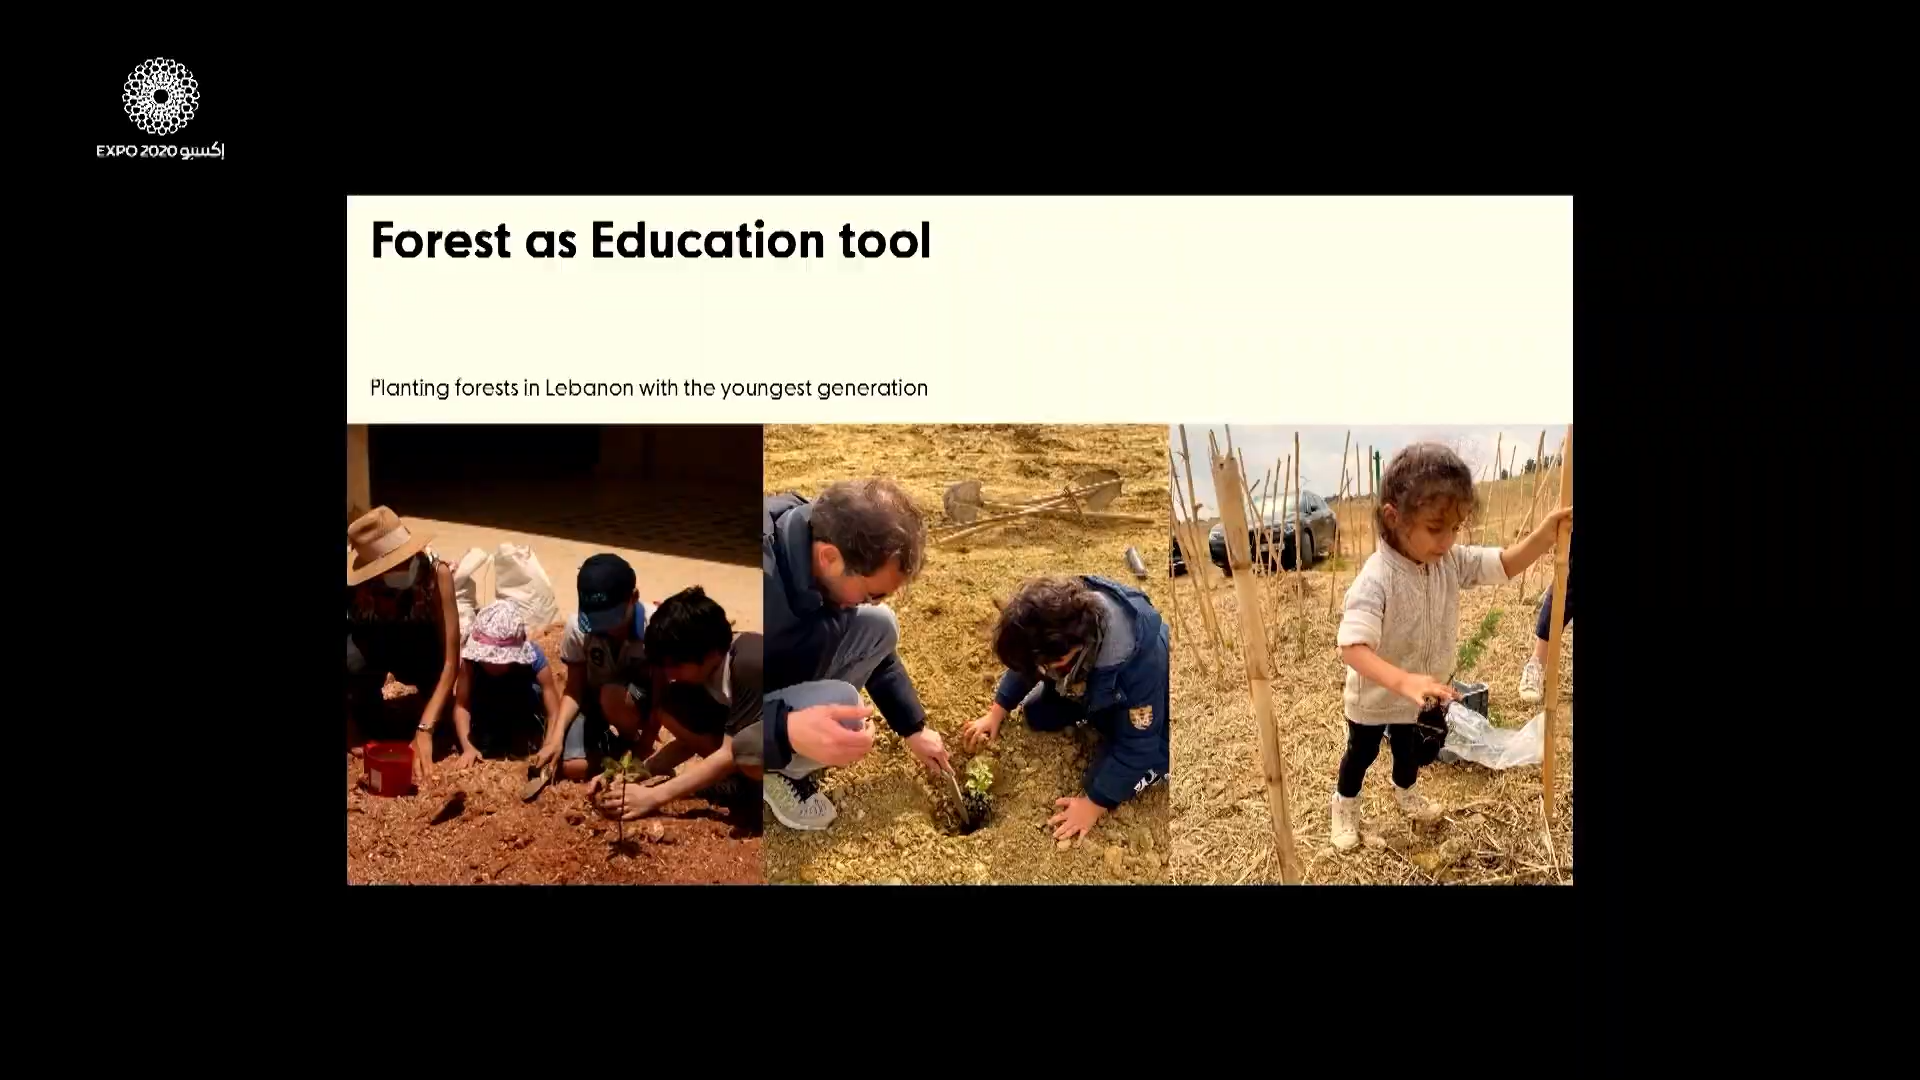 EXPO 2020 إكسبو
Forest as Education tool
Planting forests in Lebanon with the youngest generation